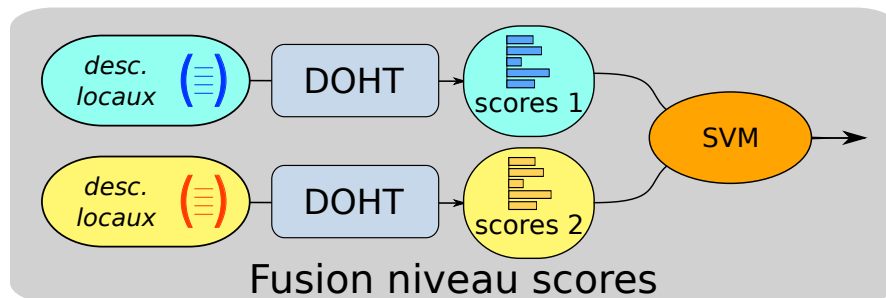 desc.
locaux
DOHT
scores 1
SVM
desc.
locaux
DOHT
scores 2
Fusion niveau scores